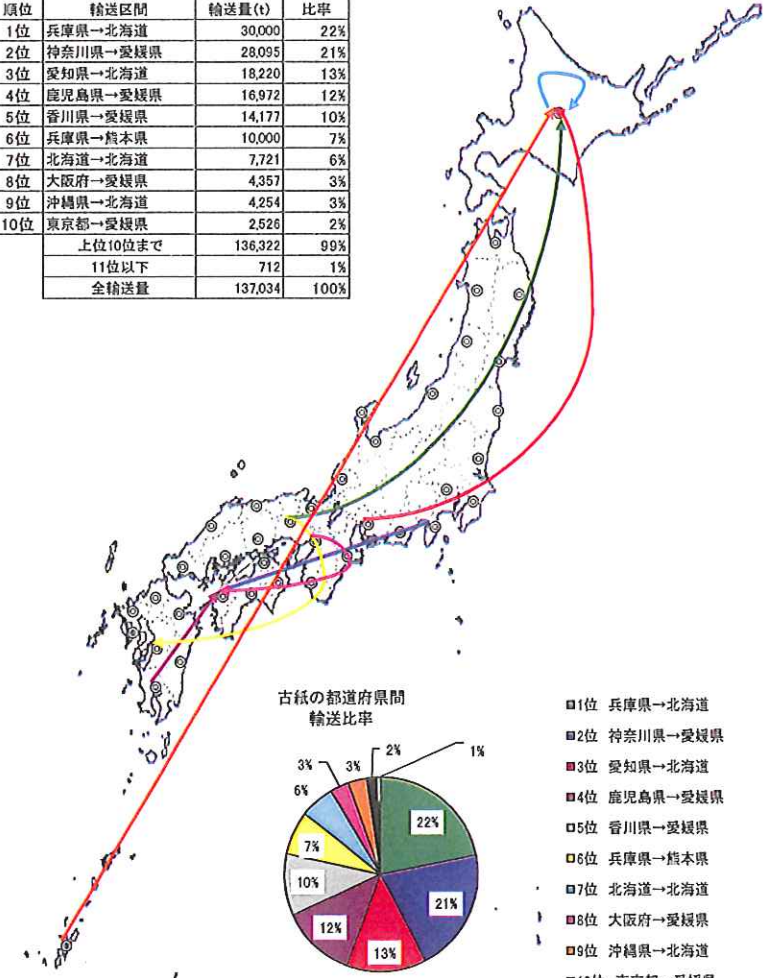 順位 輸送区間 輸送量(t) 比率
1位 兵庫県→北海道 30,000 22%
2位 神奈川県→愛媛県 28,095 21%
3位 愛知県→北海道 18,220 13%
4位 鹿児島県→愛媛県 16,972 12%
5位 香川県→愛媛県 14,177 10%
6位 兵庫県→熊本県 10,000 7%
7位 北海道→北海道 7,721 6%
8位 大阪府→愛媛県 4,357 3%
9位 沖縄県→北海道 4,254 3%
10位 東京都→愛媛県 2,526 2%
上位10位まで 136,322 99%
11位以下 712 1%
全輸送量 137,034 100%
古紙の都道府県間
輸送比率
22%
21%
13%
12%
10%
7%
6%
3%
3%
2%
1%
1位 兵庫県→北海道
2位 神奈川県→愛媛県
3位 愛知県→北海道
4位 鹿児島県→愛媛県
5位 香川県→愛媛県
6位 兵庫県→熊本県
7位 北海道→北海道
8位 大阪府→愛媛県
9位 沖縄県→北海道